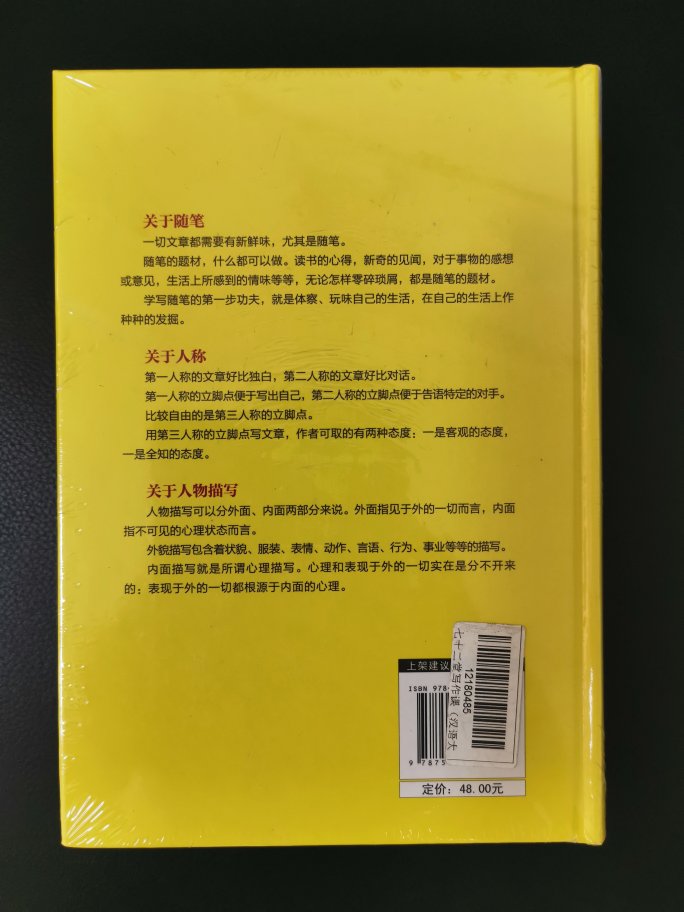 关于随笔
一切文章都需要有新鲜味，尤其是随笔。
随笔的题材，什么都可以做。读书的心得，新奇的见闻，对于事物的感想
或意见，生活上所感到的情味等等，无论怎样零碎琐屑，都是随笔的题材。
学写随笔的第一步功夫，就是体察、玩味自己的生活，在自己的生活上作
种种的发掘。
关于人称
第一人称的文章好比独白，第二人称的文章好比对话。
第一人称的立脚点便于写出自己，第二人称的立脚点便于告语特定的对手。
比较自由的是第三人称的立脚点。
用第三人称的立脚点写文章，作者可取的有两种态度：一是客观的态度，
一是全知的态度。
关于人物描写
人物描写可以分外面、内面两部分来说。外面指见于外的一切而言，内面
指不可见的心理状态而言。
外貌描写包含着状貌、服装、表情、动作、言语、行为、事业等等的描写。
内面描写就是所谓心理描写。心理和表现于外的一切实在是分不开来
的：表现于外的一切都根源于内面的心理。
上架建议
ISBN 978
9 7875
12180485
七十二堂写作课（汉语大
定价：48.00元